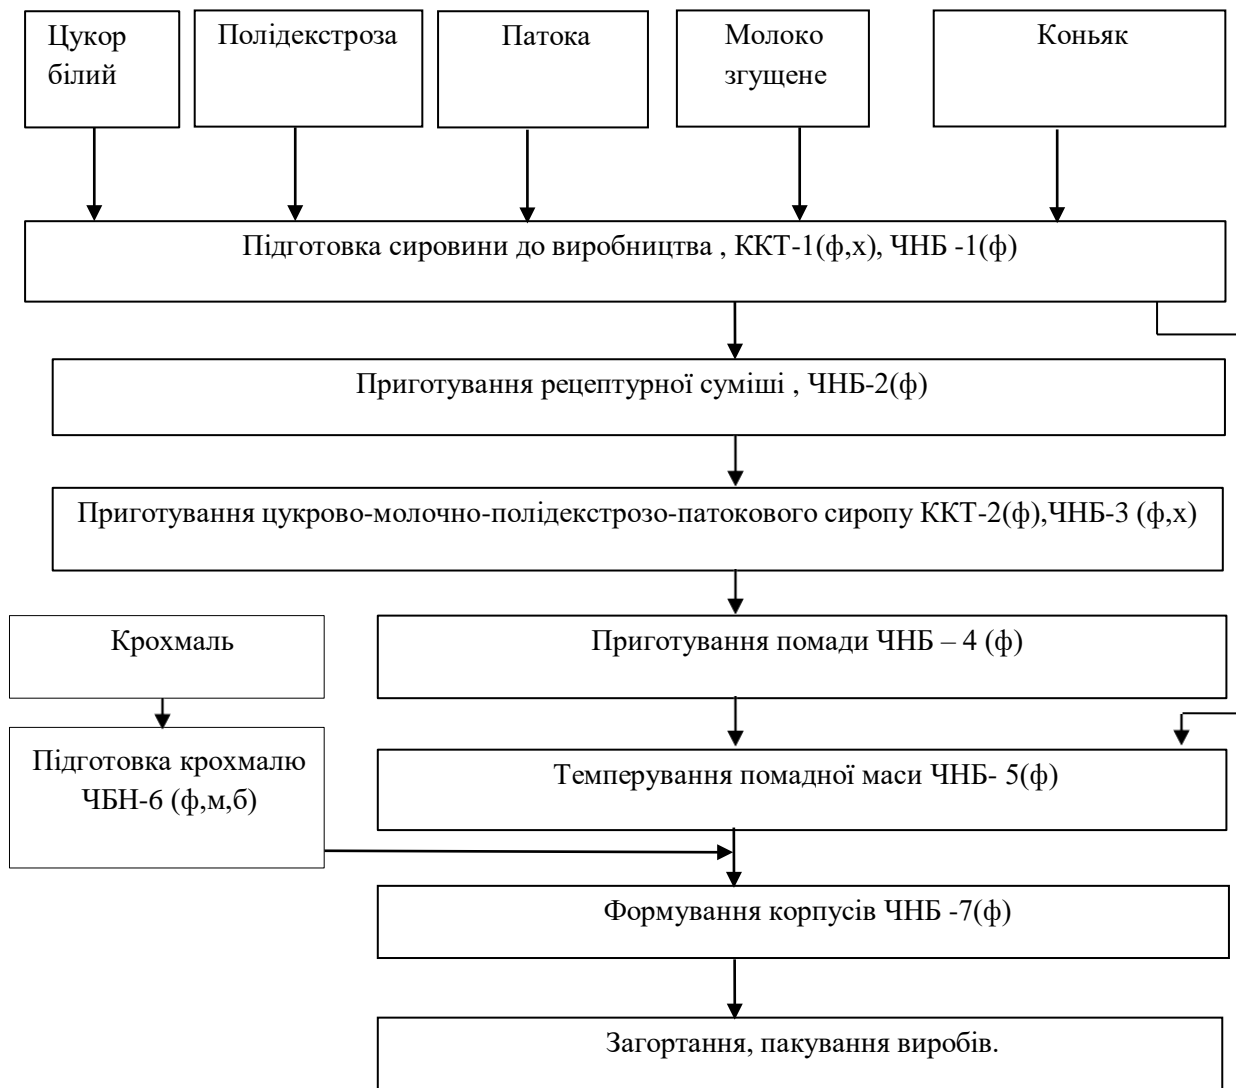 Цукор
білий
Полідекстроза
Патока
Молоко
згущене
Коньяк
Підготовка сировини до виробництва , ККТ-1(ф,х), ЧНБ -1(ф)
Приготування рецептурної суміші , ЧНБ-2(ф)
Приготування цукрово-молочно-полідекстрозо-патокового сиропу ККТ-2(ф),ЧНБ-3 (ф,х)
Крохмаль
Приготування помади ЧНБ – 4 (ф)
Підготовка крохмалю
ЧБН-6 (ф,м,б)
Темперування помадної маси ЧНБ- 5(ф)
Формування корпусів ЧНБ -7(ф)
Загортання, пакування виробів.